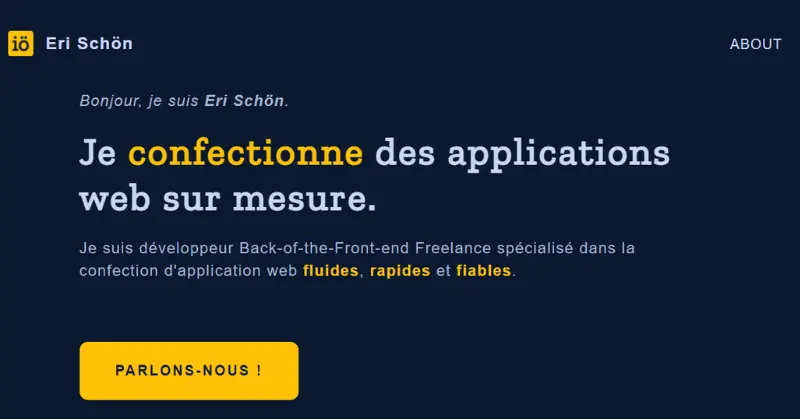 iö Eri Schön ABOUT
Bonjour, je suis Eri Schön.
Je confectionne des applications
web sur mesure.
Je suis développeur Back-of-the-Front-end Freelance spécialisé dans la
confection d'application web fluides, rapides et fiables.
PARLONS-NOUS !